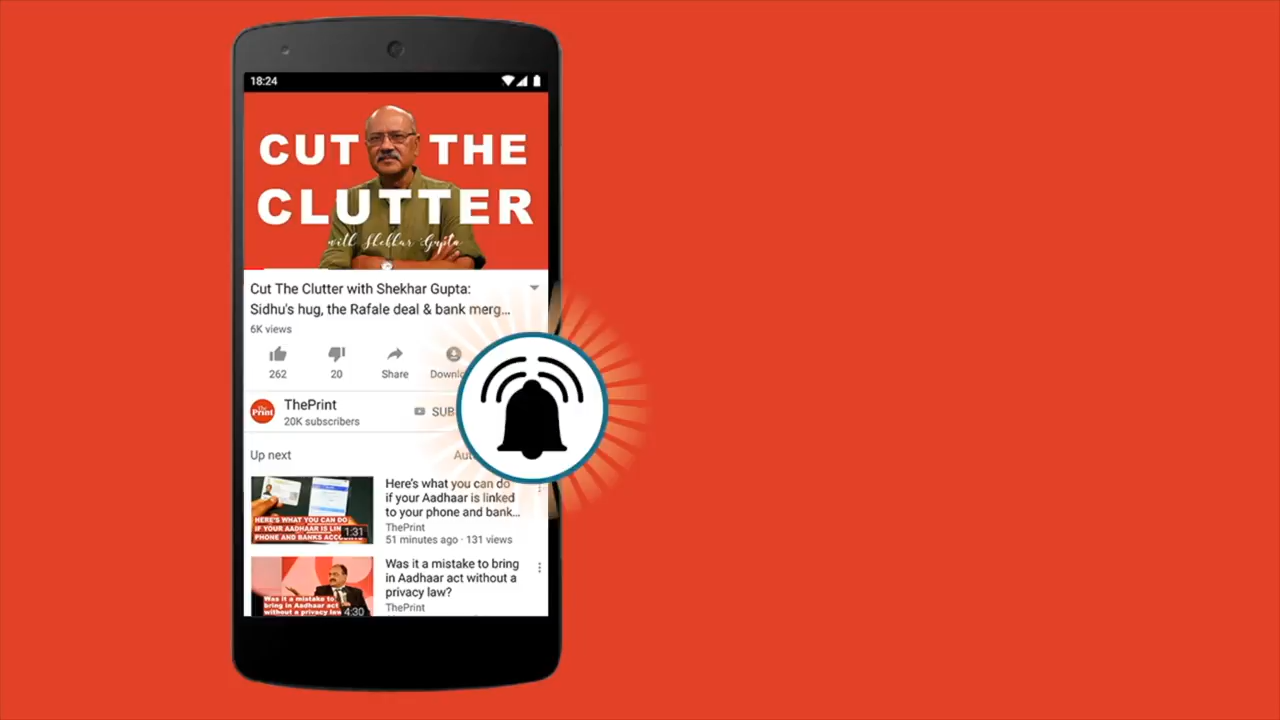 18:24
CUT THE
CLUTTER
with Shekhar Gupta
Cut The Clutter with Shekhar Gupta:
Sidhu's hug, the Rafale deal & bank merg...
6K views
262
20
Share
Downlo
The
Print
ThePrint
20K subscribers
SUB
Up next
Aut
HERE'S WHAT YOU CAN DO
IF YOUR AADHAAR IS LIN
PHONE AND BANKS ACCOUNTS
1:31
Here's what you can do
if your Aadhaar is linked
to your phone and bank...
ThePrint
51 minutes ago · 131 views
Was it a mistake to
bring in Aadhaar act
without a privacy law
4:30
Was it a mistake to bring
in Aadhaar act without a
privacy law?
ThePrint